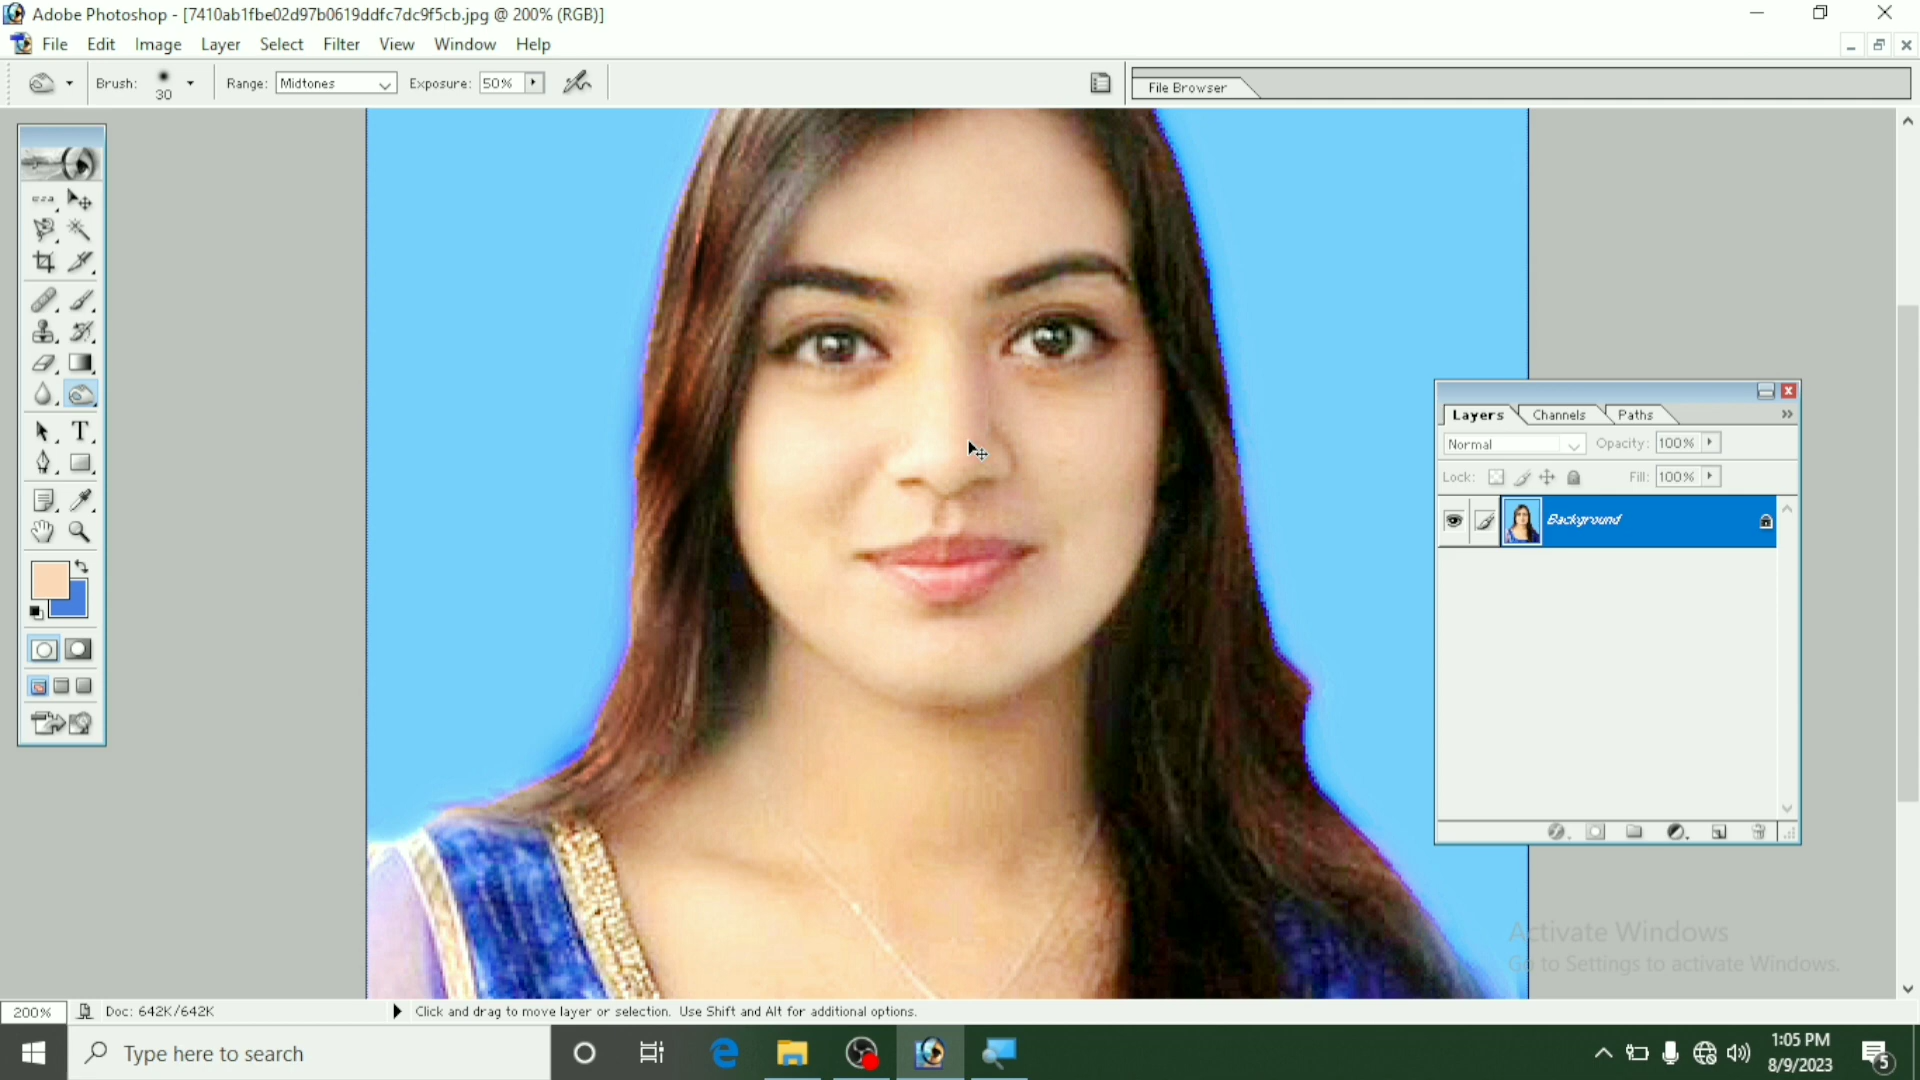 Adobe Photoshop - [7410ab1fbe02d97b0619ddfc7dc9f5cb.jpg @ 200% (RGB)]
File Edit Image Layer Select Filter View Window Help
Brush: 30 Range: Midtones Exposure: 50% File Browser
Layers Channels Paths
Normal Opacity: 100%
Lock: Fill: 100%
Background
T
Activate Windows
Go to Settings to activate Windows.
200% Doc: 642K/642K Click and drag to move layer or selection. Use Shift and Alt for additional options.
Type here to search
1:05 PM
8/9/2023
5